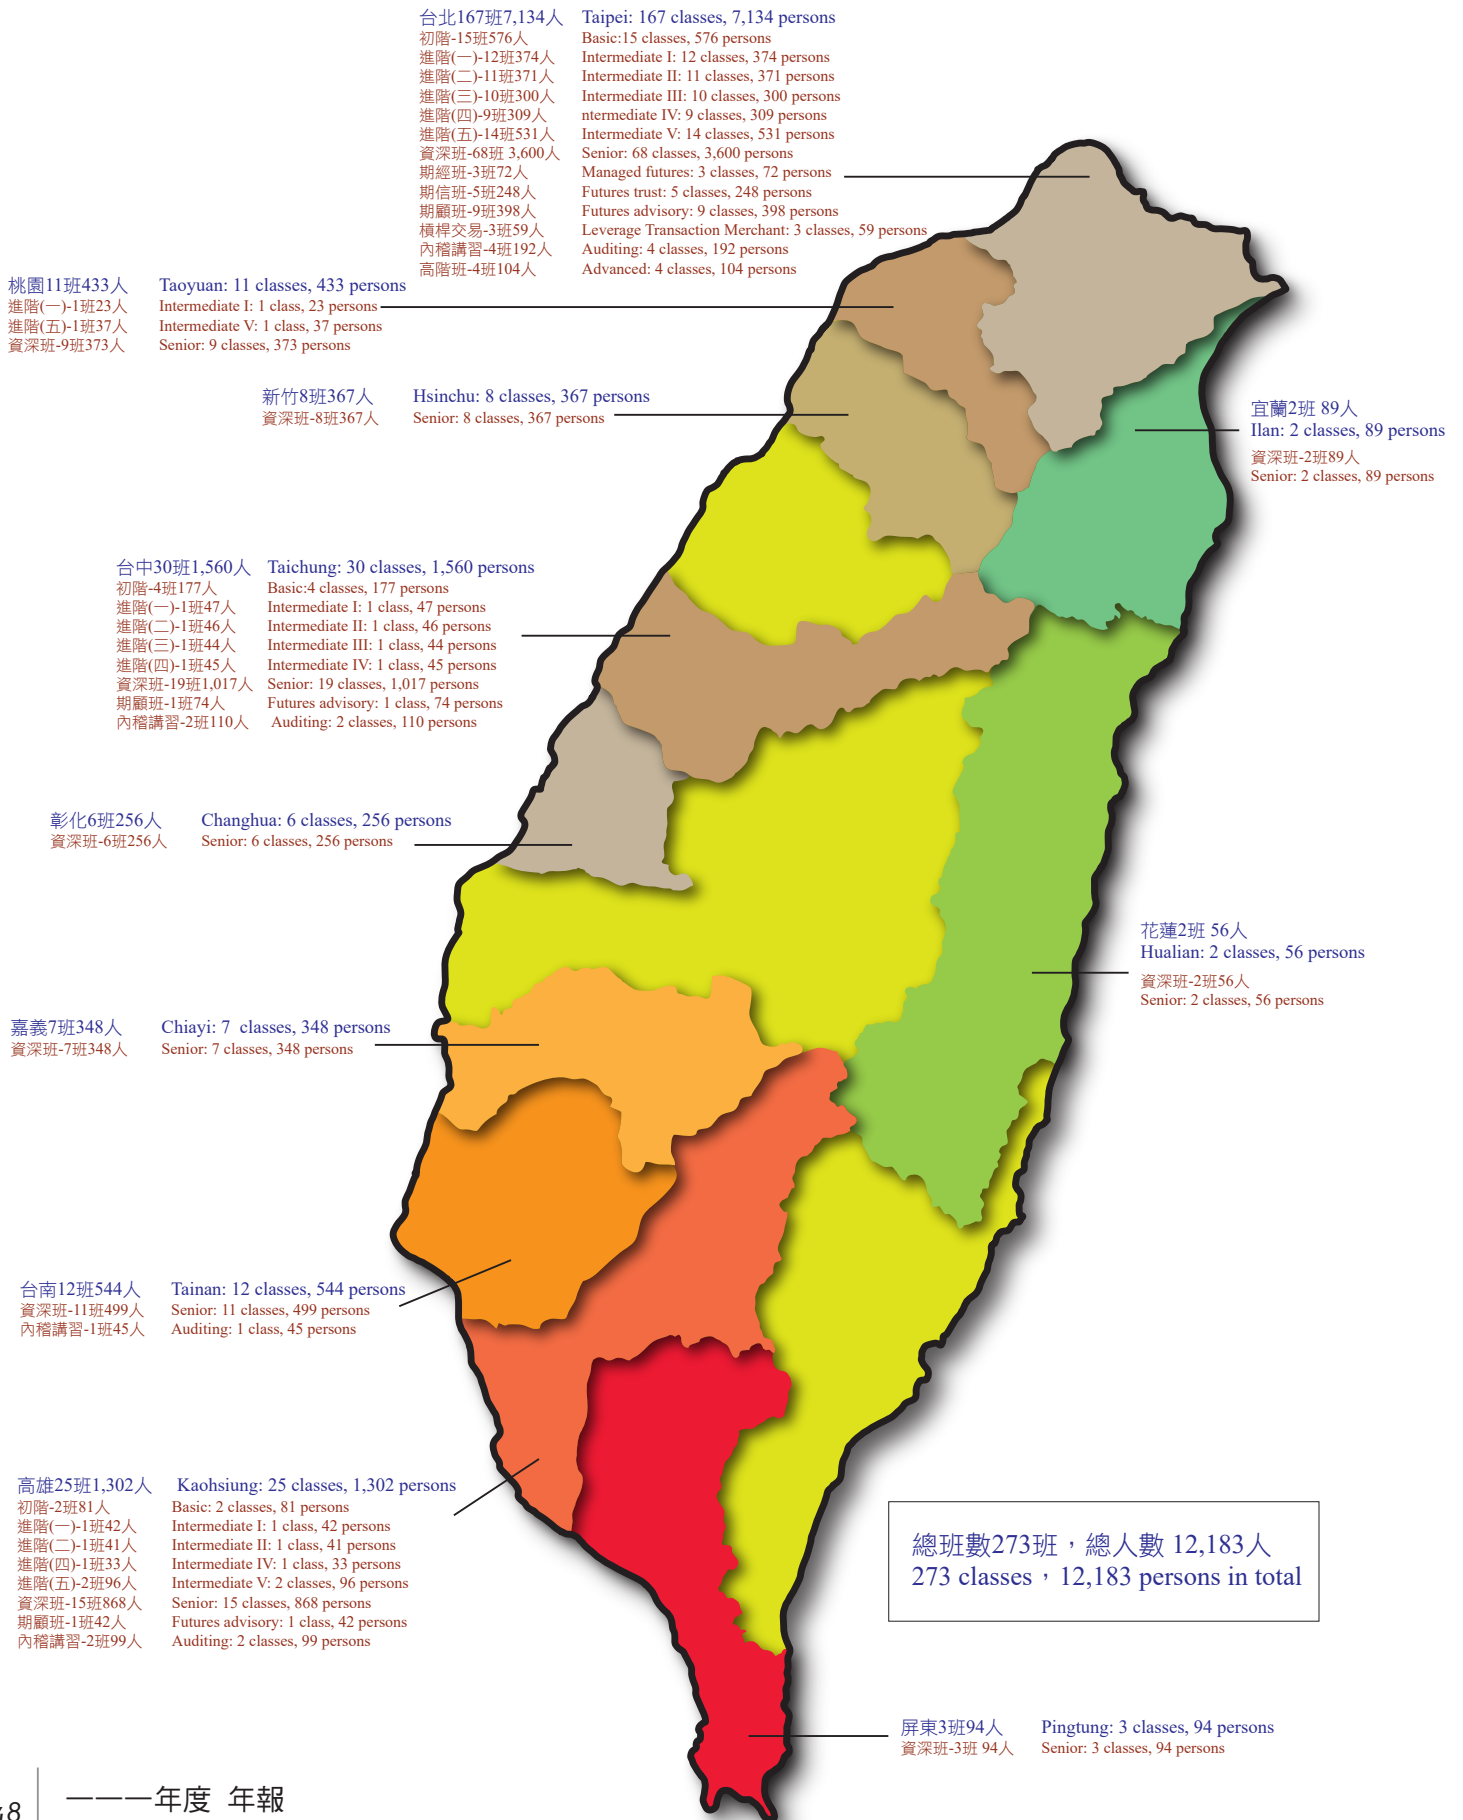 台北167班7,134人 Taipei: 167 classes, 7,134 persons
初階-15班576人 Basic:15 classes, 576 persons
進階(一)-12班374人 Intermediate I: 12 classes, 374 persons
進階(二)-11班371人 Intermediate II: 11 classes, 371 persons
進階(三)-10班300人 Intermediate III: 10 classes, 300 persons
進階(四)-9班309人 ntermediate IV: 9 classes, 309 persons
進階(五)-14班531人 Intermediate V: 14 classes, 531 persons
資深班-68班 3,600人 Senior: 68 classes, 3,600 persons
期經班-3班72人 Managed futures: 3 classes, 72 persons
期信班-5班248人 Futures trust: 5 classes, 248 persons
期顧班-9班398人 Futures advisory: 9 classes, 398 persons
槓桿交易-3班59人 Leverage Transaction Merchant: 3 classes, 59 persons
內稽講習-4班192人 Auditing: 4 classes, 192 persons
高階班-4班104人 Advanced: 4 classes, 104 persons
桃園11班433人 Taoyuan: 11 classes, 433 persons
進階(一)-1班23人 Intermediate I: 1 class, 23 persons
進階(五)-1班37人 Intermediate V: 1 class, 37 persons
資深班-9班373人 Senior: 9 classes, 373 persons
新竹8班367人 Hsinchu: 8 classes, 367 persons
資深班-8班367人 Senior: 8 classes, 367 persons
宜蘭2班 89人
Ilan: 2 classes, 89 persons
資深班-2班89人
Senior: 2 classes, 89 persons
台中30班1,560人 Taichung: 30 classes, 1,560 persons
初階-4班177人 Basic:4 classes, 177 persons
進階(一)-1班47人 Intermediate I: 1 class, 47 persons
進階(二)-1班46人 Intermediate II: 1 class, 46 persons
進階(三)-1班44人 Intermediate III: 1 class, 44 persons
進階(四)-1班45人 Intermediate IV: 1 class, 45 persons
資深班-19班1,017人 Senior: 19 classes, 1,017 persons
期顧班-1班74人 Futures advisory: 1 class, 74 persons
內稽講習-2班110人 Auditing: 2 classes, 110 persons
彰化6班256人 Changhua: 6 classes, 256 persons
資深班-6班256人 Senior: 6 classes, 256 persons
花蓮2班 56人
Hualian: 2 classes, 56 persons
資深班-2班56人
Senior: 2 classes, 56 persons
嘉義7班348人 Chiayi: 7 classes, 348 persons
資深班-7班348人 Senior: 7 classes, 348 persons
台南12班544人 Tainan: 12 classes, 544 persons
資深班-11班499人 Senior: 11 classes, 499 persons
內稽講習-1班45人 Auditing: 1 class, 45 persons
高雄25班1,302人 Kaohsiung: 25 classes, 1,302 persons
初階-2班81人 Basic: 2 classes, 81 persons
進階(一)-1班42人 Intermediate I: 1 class, 42 persons
進階(二)-1班41人 Intermediate II: 1 class, 41 persons
進階(四)-1班33人 Intermediate IV: 1 class, 33 persons
進階(五)-2班96人 Intermediate V: 2 classes, 96 persons
資深班-15班868人 Senior: 15 classes, 868 persons
期顧班-1班42人 Futures advisory: 1 class, 42 persons
內稽講習-2班99人 Auditing: 2 classes, 99 persons
總班數273班，總人數 12,183人
273 classes，12,183 persons in total
屏東3班94人 Pingtung: 3 classes, 94 persons
資深班-3班 94人 Senior: 3 classes, 94 persons
一一一年度 年報